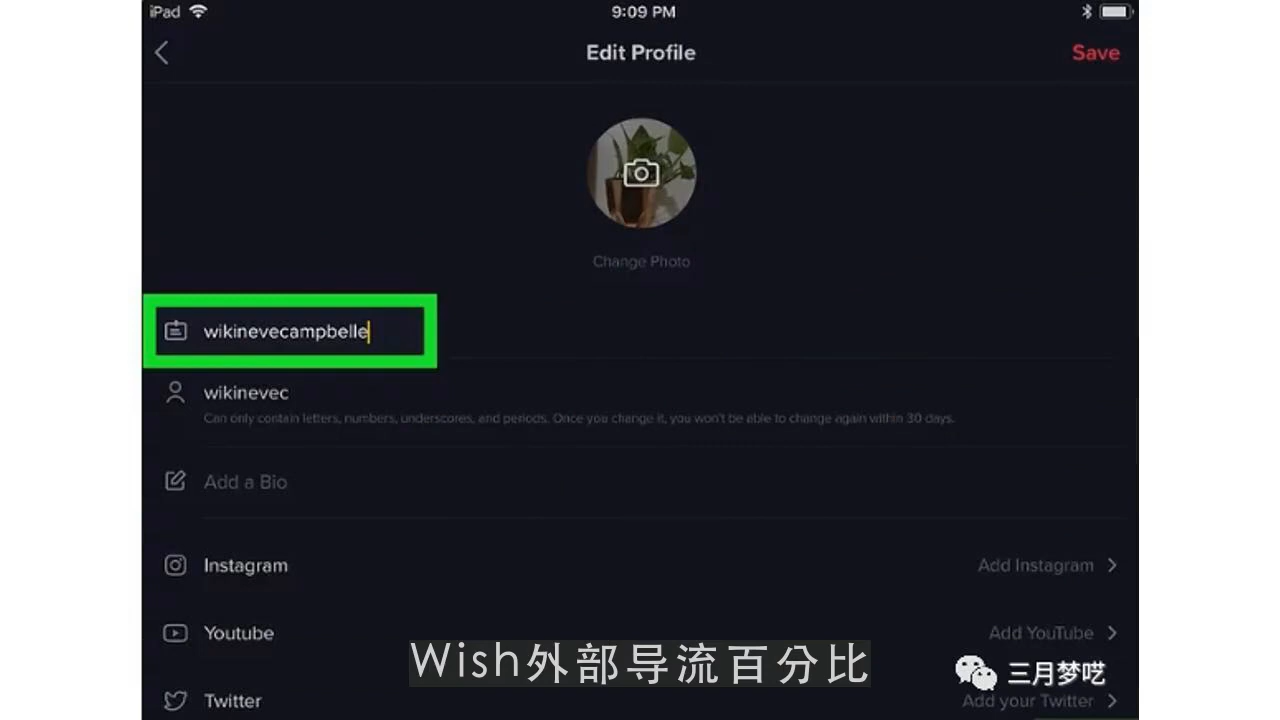 iPad 9:09 PM
Edit Profile Save
Change Photo
wikinevecampbelle
wikinevec
Can only contain letters, numbers, underscores, and periods. Once you change it, you won't be able to change again within 30 days.
Add a Bio
Instagram Add Instagram
Youtube Add YouTube
Wish外部导流百分比
三月梦呓
Twitter Add your Twitter